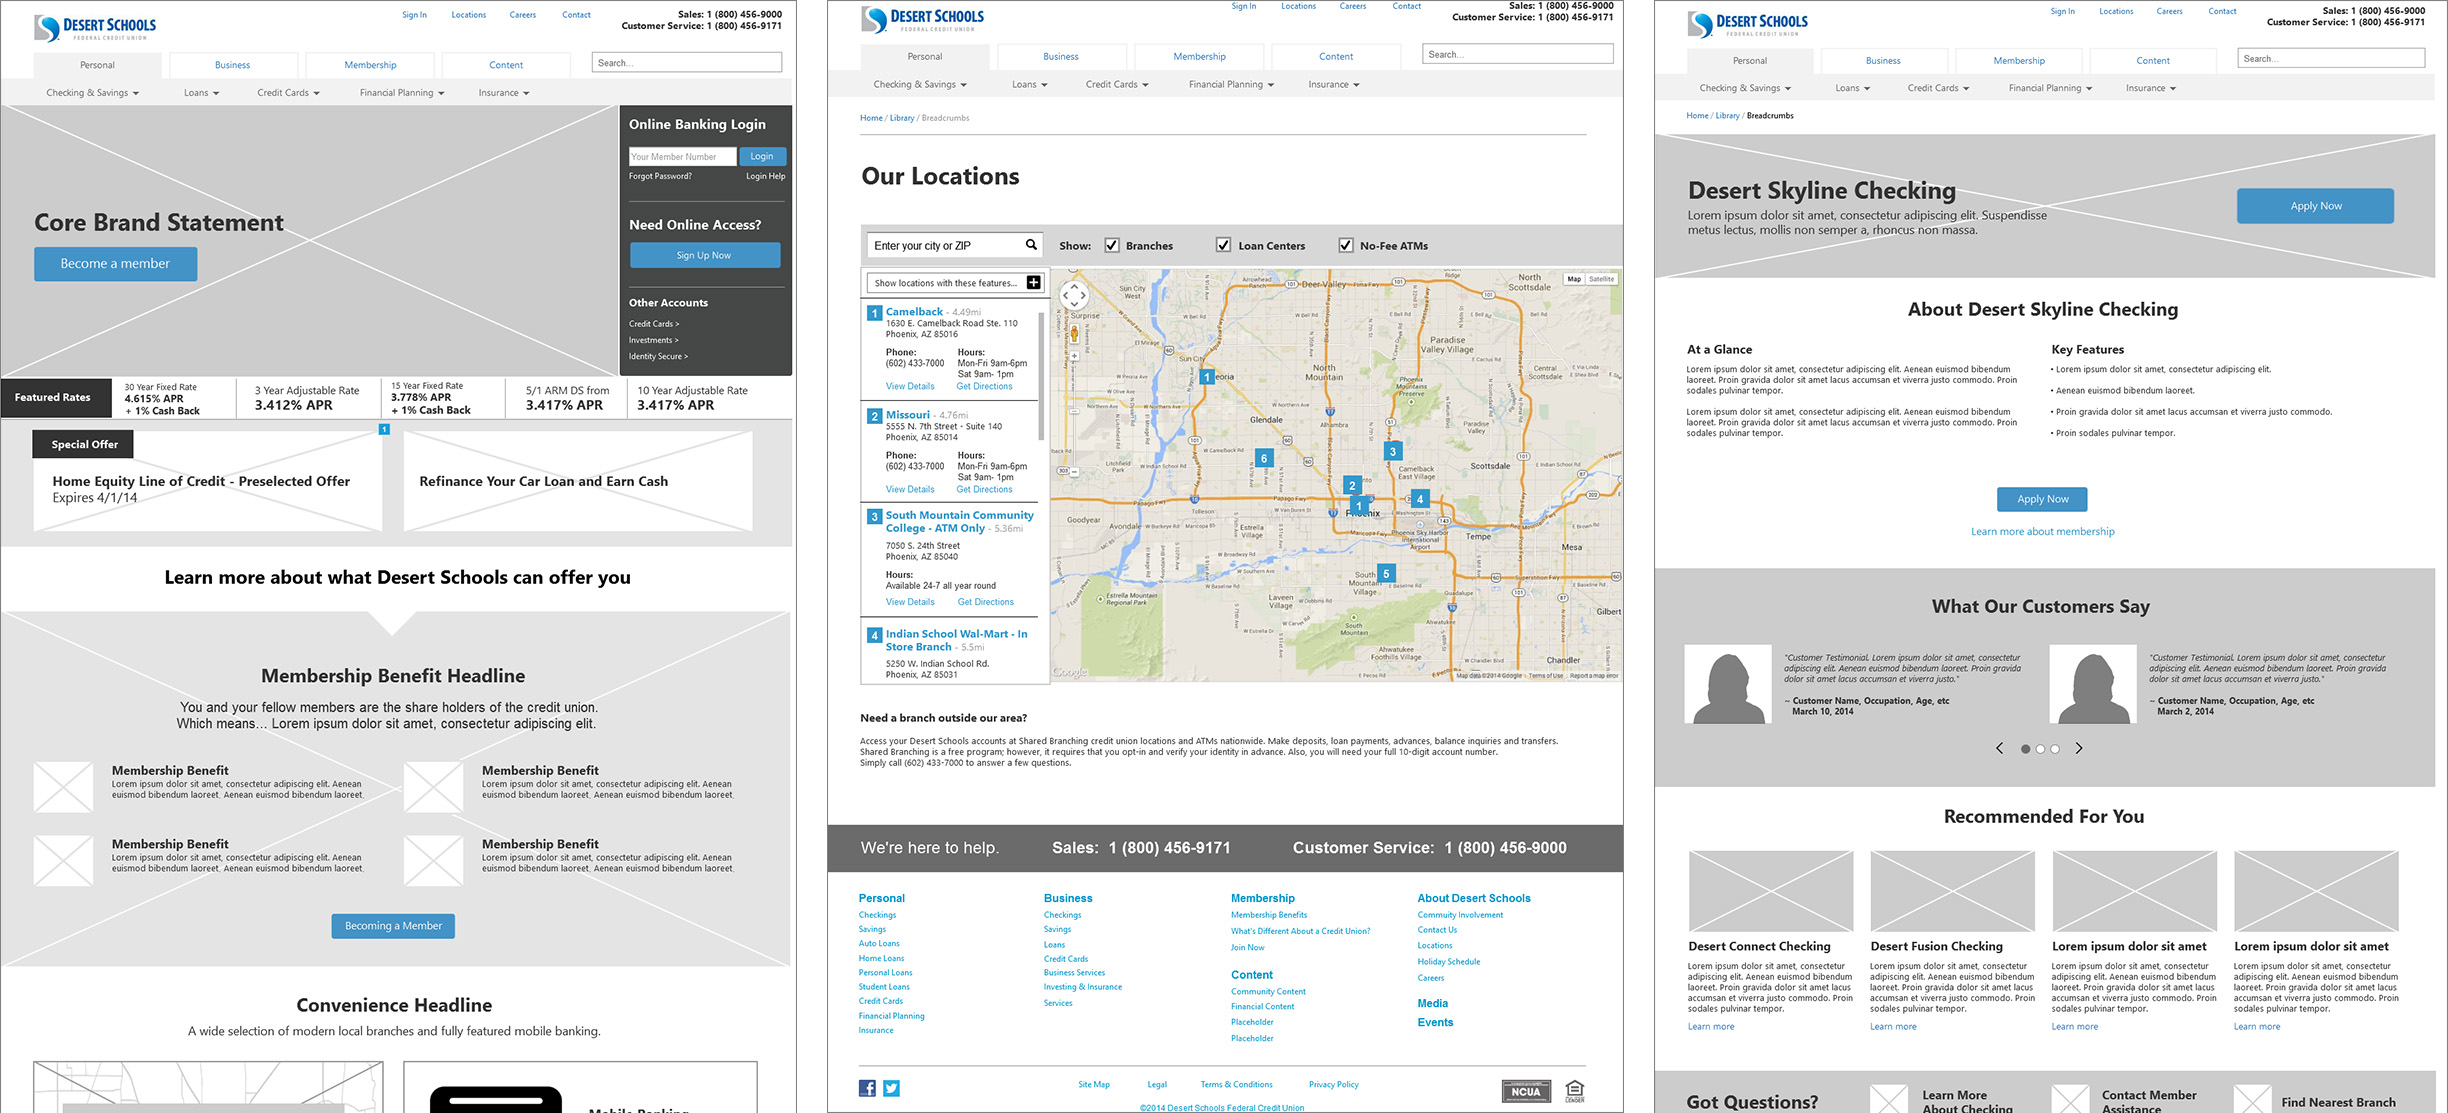 Sign In Locations Careers Contact
Sales: 1 (800) 456-9000
Customer Service: 1 (800) 456-9171
DESERT SCHOOLS
FEDERAL CREDIT UNION
Personal Business Membership Content Search...
Checking & Savings Loans Credit Cards Financial Planning Insurance
Core Brand Statement
Become a member
Online Banking Login
Your Member Number Login
Forgot Password? Login Help
Need Online Access?
Sign Up Now
Other Accounts
Credit Cards >
Investments >
Identity Secure >
Featured Rates
30 Year Fixed Rate
4.615% APR
+ 1% Cash Back
3 Year Adjustable Rate
3.412% APR
15 Year Fixed Rate
3.778% APR
+ 1% Cash Back
5/1 ARM DS from
3.417% APR
10 Year Adjustable Rate
3.417% APR
Special Offer
1
Home Equity Line of Credit - Preselected Offer
Expires 4/1/14
Refinance Your Car Loan and Earn Cash
Learn more about what Desert Schools can offer you
Membership Benefit Headline
You and your fellow members are the share holders of the credit union.
Which means... Lorem ipsum dolor sit amet, consectetur adipiscing elit.
Membership Benefit
Lorem ipsum dolor sit amet, consectetur adipiscing elit. Aenean
euismod bibendum laoreet. Aenean euismod bibendum laoreet.
Membership Benefit
Lorem ipsum dolor sit amet, consectetur adipiscing elit. Aenean
euismod bibendum laoreet. Aenean euismod bibendum laoreet.
Membership Benefit
Lorem ipsum dolor sit amet, consectetur adipiscing elit. Aenean
euismod bibendum laoreet. Aenean euismod bibendum laoreet.
Membership Benefit
Lorem ipsum dolor sit amet, consectetur adipiscing elit. Aenean
euismod bibendum laoreet. Aenean euismod bibendum laoreet.
Becoming a Member
Convenience Headline
A wide selection of modern local branches and fully featured mobile banking.
Mobile Banking
Sign In Locations Careers Contact
Sales: 1 (800) 456-9000
Customer Service: 1 (800) 456-9171
DESERT SCHOOLS
FEDERAL CREDIT UNION
Personal Business Membership Content Search...
Checking & Savings Loans Credit Cards Financial Planning Insurance
Home / Library / Breadcrumbs
Our Locations
Enter your city or ZIP
Show: Branches Loan Centers No-Fee ATMs
Show locations with these features...
1 Camelback - 4.49mi
1630 E. Camelback Road Ste. 110
Phoenix, AZ 85016
Phone: Hours:
(602) 433-7000 Mon-Fri 9am-6pm
Sat 9am- 1pm
View Details Get Directions
2 Missouri - 4.76mi
5555 N. 7th Street - Suite 140
Phoenix, AZ 85014
Phone: Hours:
(602) 433-7000 Mon-Fri 9am-6pm
Sat 9am- 1pm
View Details Get Directions
3 South Mountain Community
College - ATM Only - 5.36mi
7050 S. 24th Street
Phoenix, AZ 85040
Hours:
Available 24-7 all year round
View Details Get Directions
4 Indian School Wal-Mart - In
Store Branch - 5.5mi
5250 W. Indian School Rd.
Phoenix, AZ 85031
Map Satellite
Sun City
West
Surprise
Deer Valley
North
Scottsdale
El Mirage
Sun City
Paradise
Valley Village
North
Mountain
Phoenix
Mountains
Preserve
Glendale
Alhambra
Litchfield
Park
Camelback
East Village
Scottsdale
Goodyear
Avondale
Tolleson
Estrella
Village
Phoenix Sky Harbor
International
Airport
Tempe
Mesa
South
Mountain
Village
Laveen
Village
Guadalupe
Gilbert
Estrella Mountain
Regional Park
South
Mountain
Ahwatukee
Ahwatukee
Foothills Village
Chandler
1
6
3
2
1
4
5
Google
Map data ©2014 Google Terms of Use Report a map error
Need a branch outside our area?
Access your Desert Schools accounts at Shared Branching credit union locations and ATMs nationwide. Make deposits, loan payments, advances, balance inquiries and transfers.
Shared Branching is a free program; however, it requires that you opt-in and verify your identity in advance. Also, you will need your full 10-digit account number.
Simply call (602) 433-7000 to answer a few questions.
We're here to help. Sales: 1 (800) 456-9171 Customer Service: 1 (800) 456-9000
Personal
Checkings
Savings
Auto Loans
Home Loans
Personal Loans
Student Loans
Credit Cards
Financial Planning
Insurance
Business
Checkings
Savings
Loans
Credit Cards
Business Services
Investing & Insurance
Services
Membership
Membership Benefits
What's Different About a Credit Union?
Join Now
Content
Community Content
Financial Content
Placeholder
Placeholder
About Desert Schools
Commuity Involvement
Contact Us
Locations
Holiday Schedule
Careers
Media
Events
Site Map Legal Terms & Conditions Privacy Policy
NCUA
©2014 Desert Schools Federal Credit Union
Sign In Locations Careers Contact
Sales: 1 (800) 456-9000
Customer Service: 1 (800) 456-9171
DESERT SCHOOLS
FEDERAL CREDIT UNION
Personal Business Membership Content Search...
Checking & Savings Loans Credit Cards Financial Planning Insurance
Home / Library / Breadcrumbs
Desert Skyline Checking
Lorem ipsum dolor sit amet, consectetur adipiscing elit. Suspendisse
metus lectus, mollis non semper a, rhoncus non massa.
Apply Now
About Desert Skyline Checking
At a Glance
Lorem ipsum dolor sit amet, consectetur adipiscing elit. Aenean euismod bibendum
laoreet. Proin gravida dolor sit amet lacus accumsan et viverra justo commodo. Proin
sodales pulvinar tempor.
Lorem ipsum dolor sit amet, consectetur adipiscing elit. Aenean euismod bibendum
laoreet. Proin gravida dolor sit amet lacus accumsan et viverra justo commodo. Proin
sodales pulvinar tempor.
Key Features
• Lorem ipsum dolor sit amet, consectetur adipiscing elit.
• Aenean euismod bibendum laoreet.
• Proin gravida dolor sit amet lacus accumsan et viverra justo commodo.
• Proin sodales pulvinar tempor.
Apply Now
Learn more about membership
What Our Customers Say
"Customer Testimonial. Lorem ipsum dolor sit amet, consectetur
adipiscing elit. Aenean euismod bibendum laoreet. Proin gravida
dolor sit amet lacus accumsan et viverra justo."
-- Customer Name, Occupation, Age, etc
March 10, 2014
"Customer Testimonial. Lorem ipsum dolor sit amet, consectetur
adipiscing elit. Aenean euismod bibendum laoreet. Proin gravida
dolor sit amet lacus accumsan et viverra justo."
-- Customer Name, Occupation, Age, etc
March 2, 2014
Recommended For You
Desert Connect Checking
Lorem ipsum dolor sit amet, consectetur
adipiscing elit. Aenean euismod bibendum
laoreet. Proin gravida dolor sit amet lacus
accumsan et viverra justo commodo. Proin
sodales pulvinar tempor.
Learn more
Desert Fusion Checking
Lorem ipsum dolor sit amet, consectetur
adipiscing elit. Aenean euismod bibendum
laoreet. Proin gravida dolor sit amet lacus
accumsan et viverra justo commodo. Proin
sodales pulvinar tempor.
Learn more
Lorem ipsum dolor sit amet
Lorem ipsum dolor sit amet, consectetur
adipiscing elit. Aenean euismod bibendum
laoreet. Proin gravida dolor sit amet lacus
accumsan et viverra justo commodo. Proin
sodales pulvinar tempor.
Learn more
Lorem ipsum dolor sit amet
Lorem ipsum dolor sit amet, consectetur
adipiscing elit. Aenean euismod bibendum
laoreet. Proin gravida dolor sit amet lacus
accumsan et viverra justo commodo. Proin
sodales pulvinar tempor.
Learn more
Got Questions?
Learn More
About Checking
Contact Member
Assistance
Find Nearest Branch